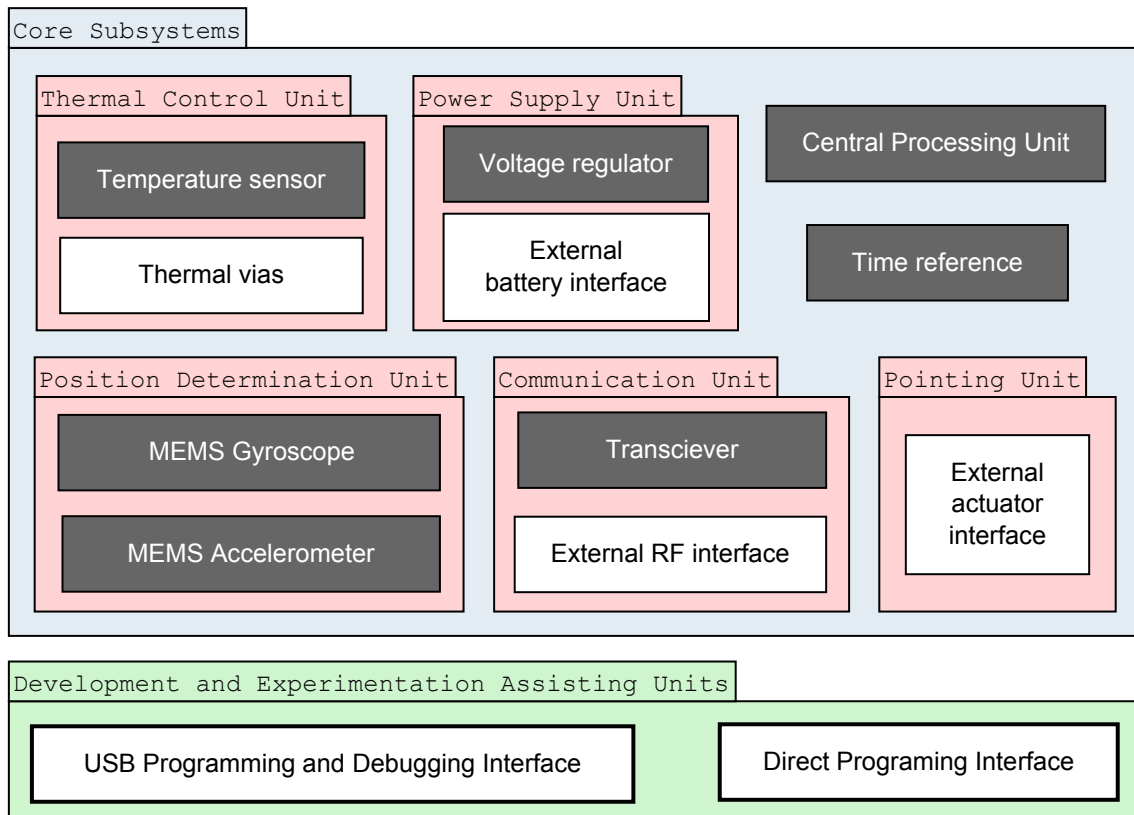 Core Subsystems
Thermal Control Unit
Temperature sensor
Thermal vias
Power Supply Unit
Voltage regulator
External
battery interface
Central Processing Unit
Time reference
Position Determination Unit
MEMS Gyroscope
MEMS Accelerometer
Communication Unit
Transciever
External RF interface
Pointing Unit
External
actuator
interface
Development and Experimentation Assisting Units
USB Programming and Debugging Interface
Direct Programing Interface